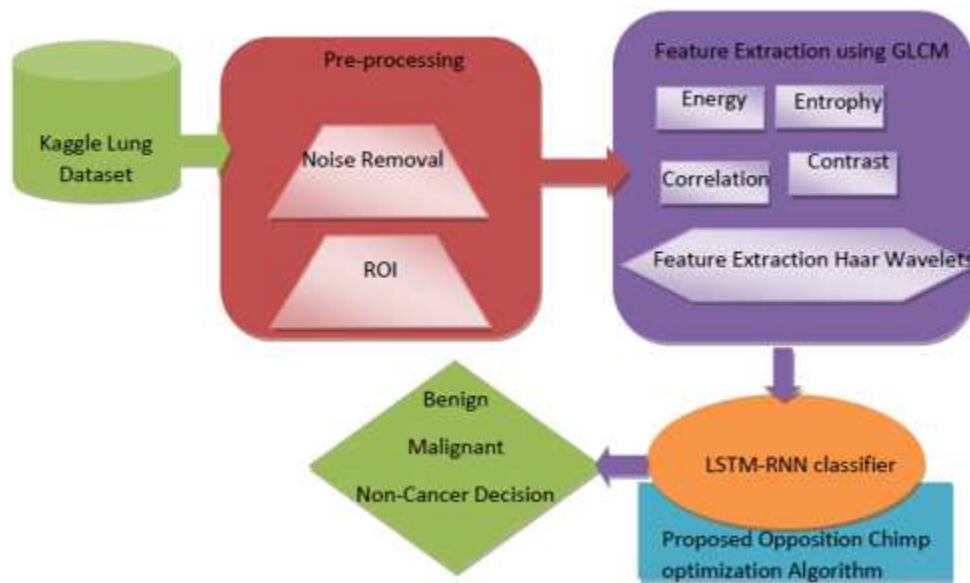 Kaggle Lung
Dataset
Pre-processing
Noise Removal
ROI
Feature Extraction using GLCM
Energy
Entrophy
Correlation
Contrast
Feature Extraction Haar Wavelets
LSTM-RNN classifier
Proposed Opposition Chimp
optimization Algorithm
Benign
Malignant
Non-Cancer Decision